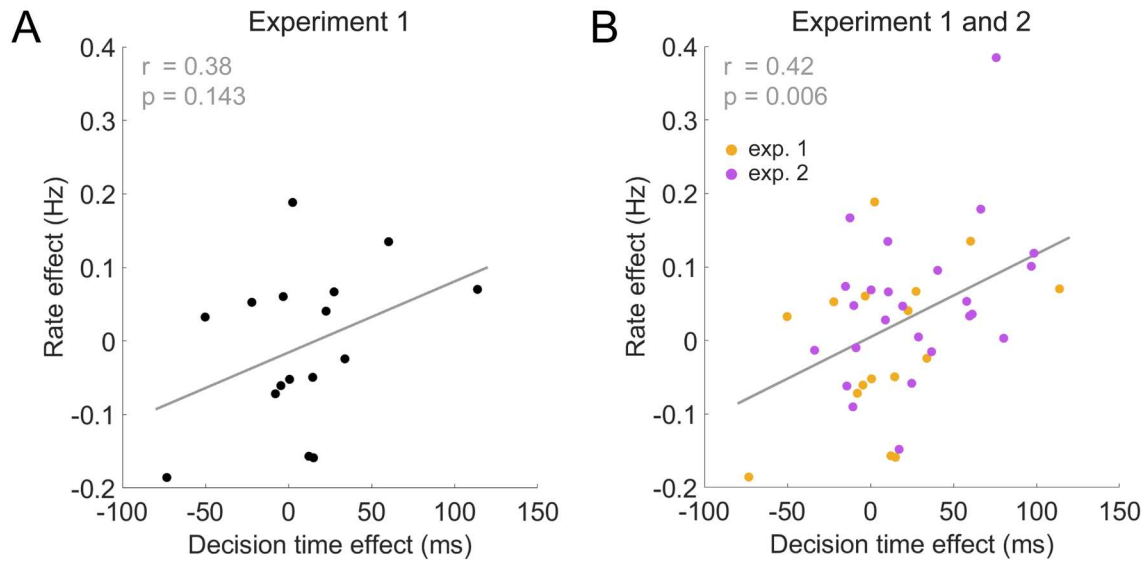 A
Experiment 1
r = 0.38
p = 0.143
0.4
0.3
0.2
0.1
0
-0.1
-0.2
Rate effect (Hz)
-100
-50
0
50
100
150
Decision time effect (ms)
B
Experiment 1 and 2
r = 0.42
p = 0.006
exp. 1
exp. 2
0.4
0.3
0.2
0.1
0
-0.1
-0.2
Rate effect (Hz)
-100
-50
0
50
100
150
Decision time effect (ms)